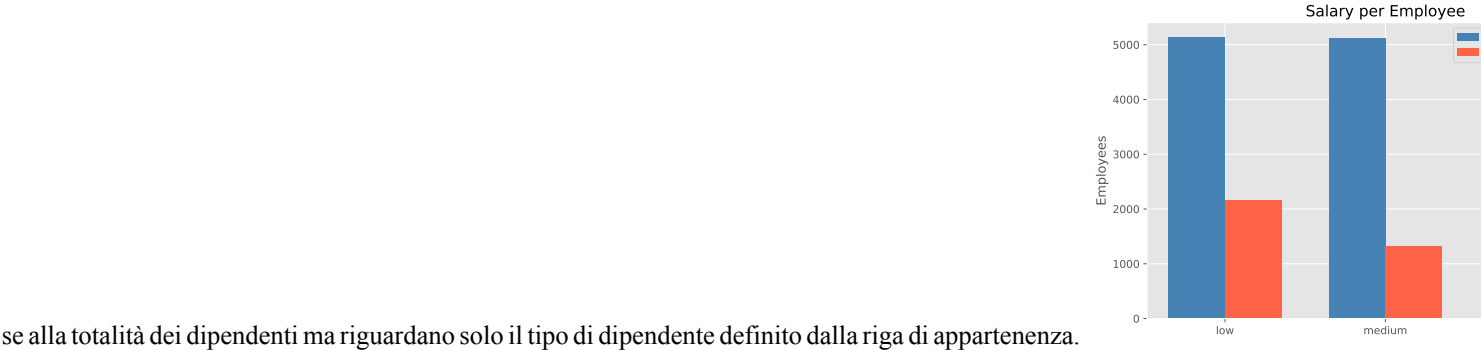 Salary per Employee
5000
4000
3000
2000
1000
0
Employees
low
medium
se alla totalità dei dipendenti ma riguardano solo il tipo di dipendente definito dalla riga di appartenenza.